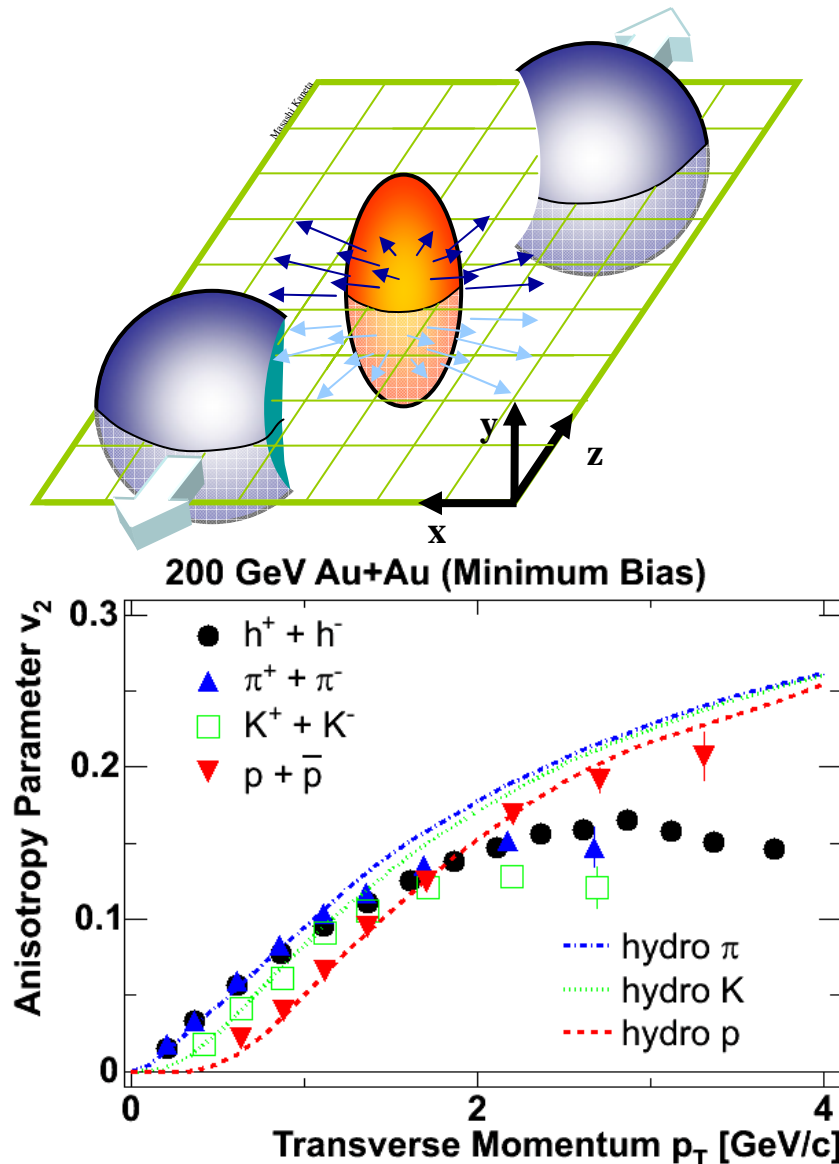 Masashi Kaneta
y
z
x
200 GeV Au+Au (Minimum Bias)
Anisotropy Parameter v₂
0.3
0.2
0.1
0
h⁺ + h⁻
π⁺ + π⁻
K⁺ + K⁻
p + p̅
hydro π
hydro K
hydro p
0 2 4
Transverse Momentum p_T [GeV/c]